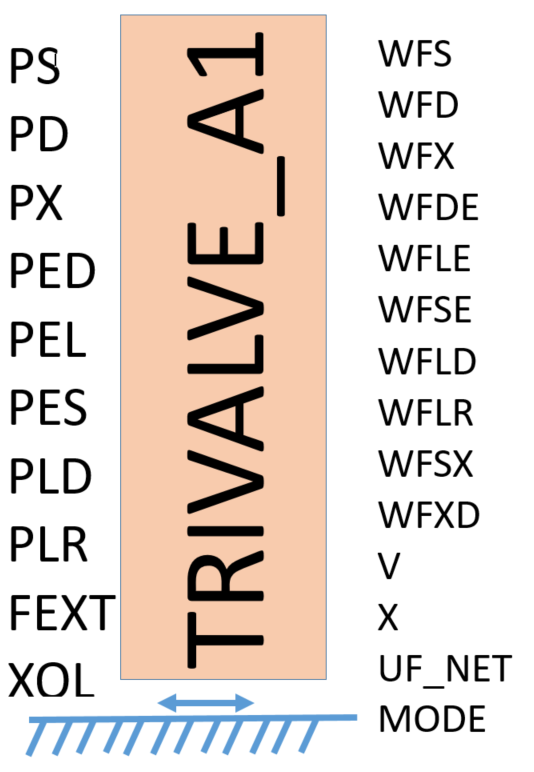 PS
PD
PX
PED
PEL
PES
PLD
PLR
FEXT
XOL
TRIVALVE_A1
WFS
WFD
WFX
WFDE
WFLE
WFSE
WFLD
WFLR
WFSX
WFXD
V
X
UF_NET
MODE